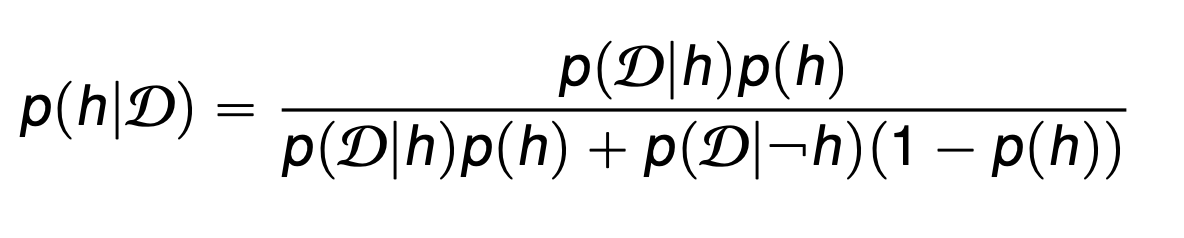 p(h|𝒟) = p(𝒟|h)p(h) / p(𝒟|h)p(h) + p(𝒟|¬h)(1 − p(h))